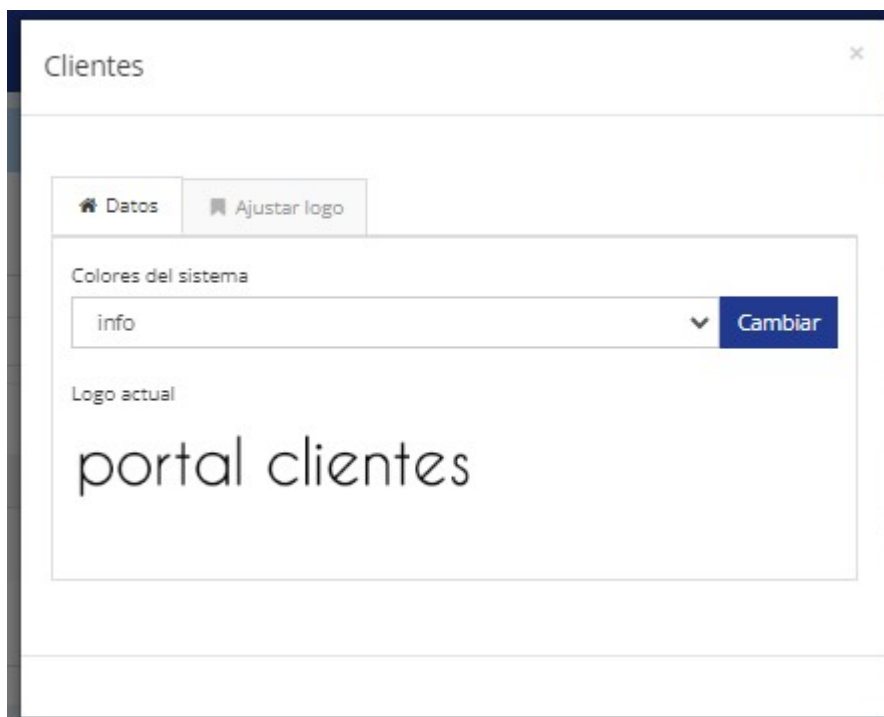 Clientes
×
Datos
Ajustar logo
Colores del sistema
info
Cambiar
Logo actual
portal clientes